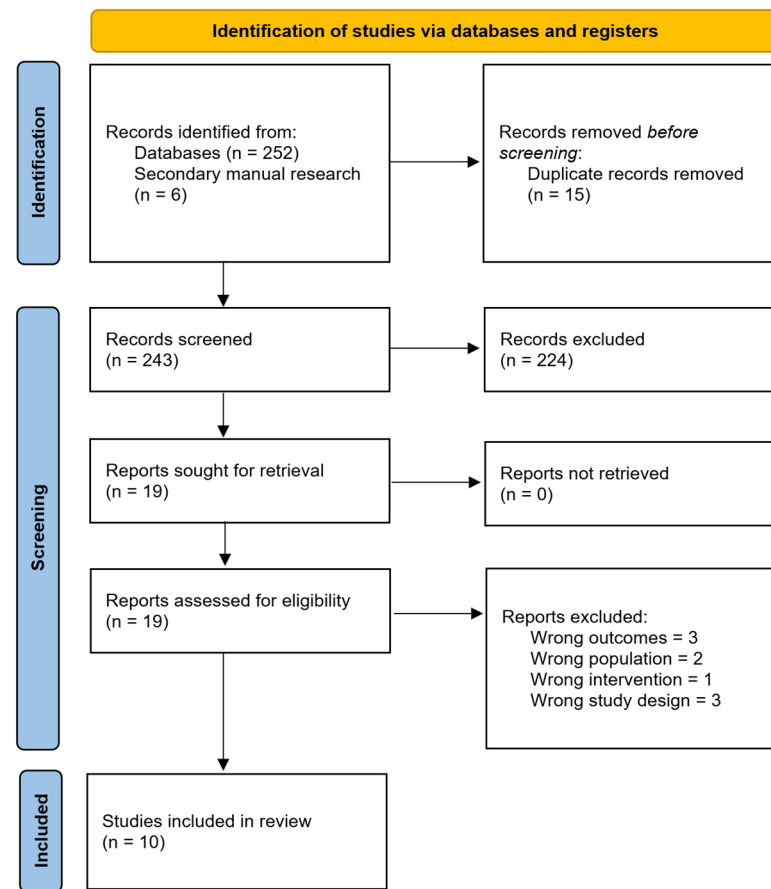 Identification of studies via databases and registers
Identification
Records identified from:
Databases (n = 252)
Secondary manual research
(n = 6)
Records removed before
screening:
Duplicate records removed
(n = 15)
Screening
Records screened
(n = 243)
Records excluded
(n = 224)
Reports sought for retrieval
(n = 19)
Reports not retrieved
(n = 0)
Reports assessed for eligibility
(n = 19)
Reports excluded:
Wrong outcomes = 3
Wrong population = 2
Wrong intervention = 1
Wrong study design = 3
Included
Studies included in review
(n = 10)